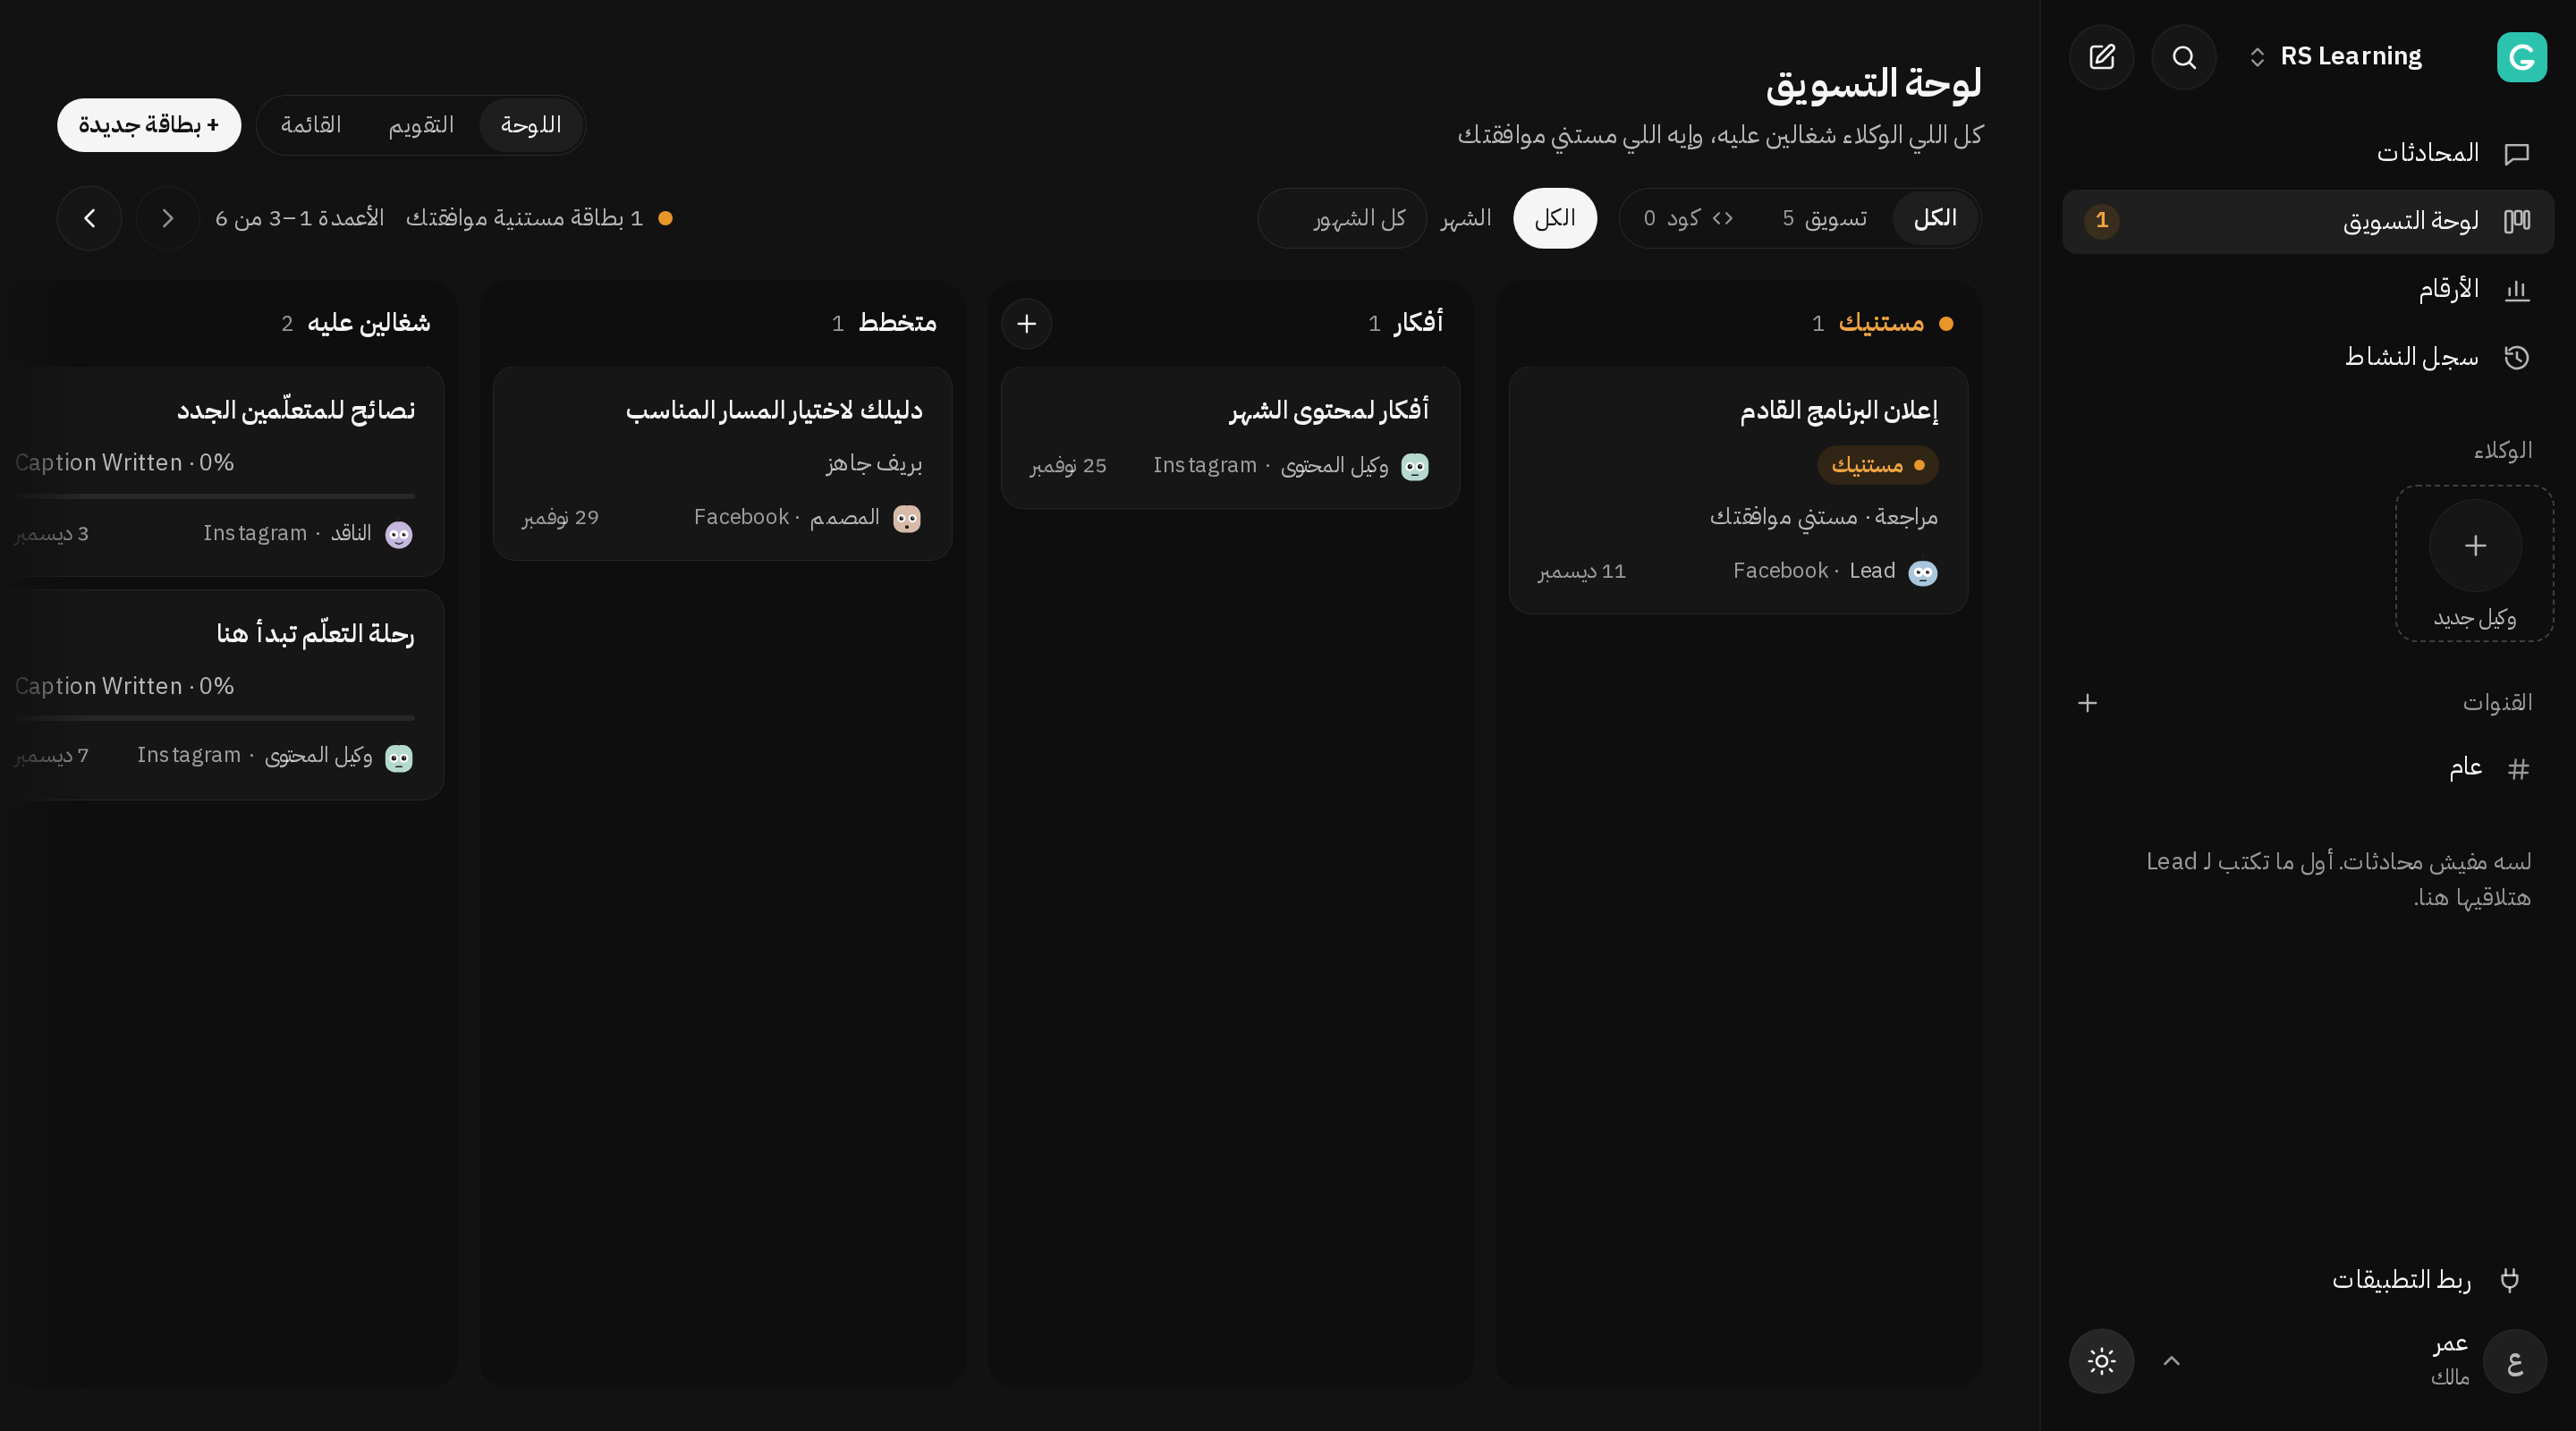 RS Learning
المحادثات
لوحة التسويق 1
الأرقام
سجل النشاط
الوكلاء
وكيل جديد
القنوات
عام
لسه مفيش محادثات. أول ما تكتب لـ Lead
هتلاقيها هنا.
ربط التطبيقات
ع
عمر
مالك
لوحة التسويق
كل اللي الوكلاء شغالين عليه، وإيه اللي مستني موافقتك
اللوحة التقويم القائمة
+ بطاقة جديدة
الكل تسويق 5 كود 0
الكل الشهر كل الشهور
1 بطاقة مستنية موافقتك الأعمدة 1–3 من 6
مستنيك 1
إعلان البرنامج القادم
مستنيك
مراجعة · مستني موافقتك
Lead · Facebook 11 ديسمبر
أفكار 1
أفكار لمحتوى الشهر
وكيل المحتوى · Instagram 25 نوفمبر
متخطط 1
دليلك لاختيار المسار المناسب
بريف جاهز
المصمم · Facebook 29 نوفمبر
شغالين عليه 2
نصائح للمتعلّمين الجدد
Caption Written · 0%
الناقد · Instagram 3 ديسمبر
رحلة التعلّم تبدأ هنا
Caption Written · 0%
وكيل المحتوى · Instagram 7 ديسمبر